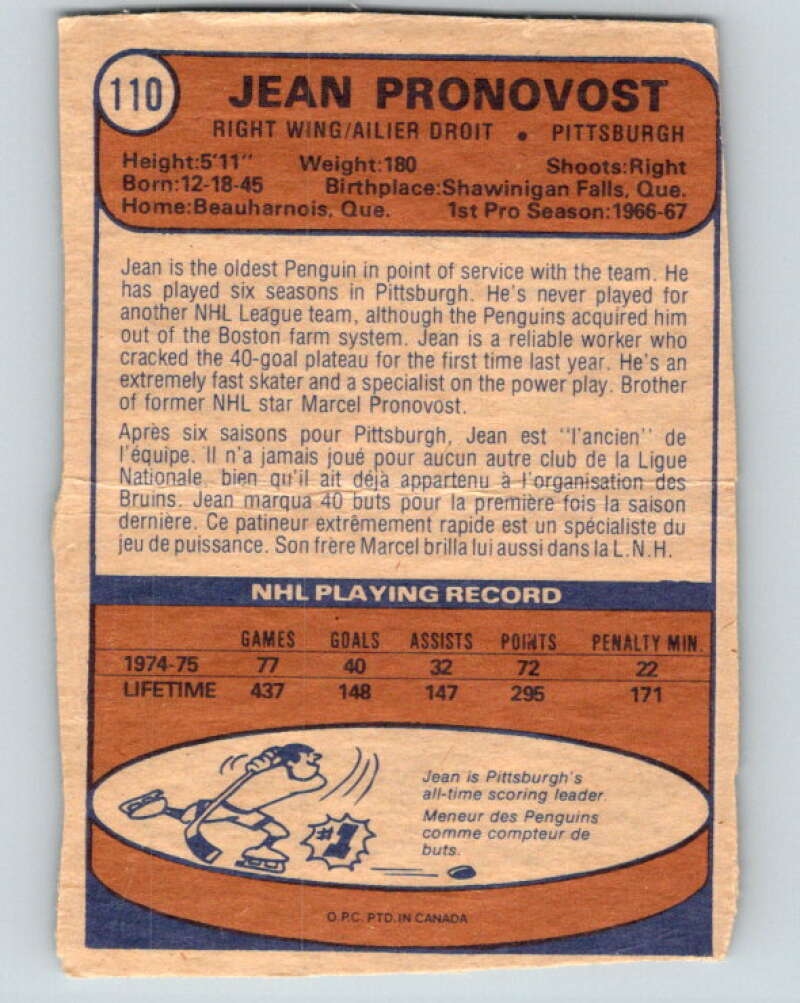 110
JEAN PRONOVOST
RIGHT WING/AILIER DROIT • PITTSBURGH
Height:5'11" Weight:180 Shoots:Right
Born:12-18-45 Birthplace:Shawinigan Falls, Que.
Home:Beauharnois, Que. 1st Pro Season:1966-67
Jean is the oldest Penguin in point of service with the team. He
has played six seasons in Pittsburgh. He's never played for
another NHL League team, although the Penguins acquired him
out of the Boston farm system. Jean is a reliable worker who
cracked the 40-goal plateau for the first time last year. He's an
extremely fast skater and a specialist on the power play. Brother
of former NHL star Marcel Pronovost.
Après six saisons pour Pittsburgh, Jean est "l'ancien" de
l'équipe. Il n'a jamais joué pour aucun autre club de la Ligue
Nationale, bien qu'il ait déjà appartenu à l'organisation des
Bruins. Jean marqua 40 buts pour la première fois la saison
dernière. Ce patineur extrêmement rapide est un spécialiste du
jeu de puissance. Son frère Marcel brilla lui aussi dans la L.N.H.
NHL PLAYING RECORD
GAMES GOALS ASSISTS POINTS PENALTY MIN.
1974-75 77 40 32 72 22
LIFETIME 437 148 147 295 171
Jean is Pittsburgh's
all-time scoring leader.
Meneur des Penguins
comme compteur de
buts.
#1
O.P.C. PTD. IN CANADA